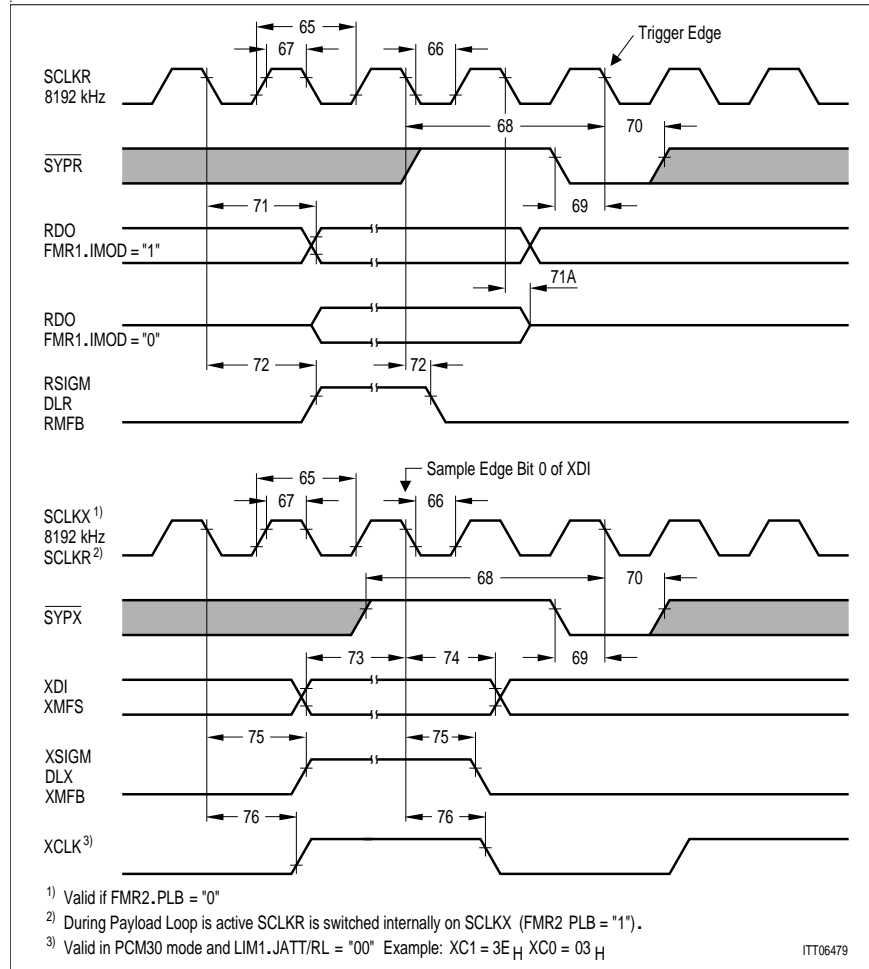 65
67
66
Trigger Edge
SCLKR
8192 kHz
68
70
SYPR
69
71
RDO
FMR1.IMOD = "1"
71A
RDO
FMR1.IMOD = "0"
72
72
RSIGM
DLR
RMFB
Sample Edge Bit 0 of XDI
65
67
66
SCLKX 1)
8192 kHz
SCLKR 2)
68
70
SYPX
69
73
74
XDI
XMFS
75
75
XSIGM
DLX
XMFB
76
76
XCLK 3)
1) Valid if FMR2.PLB = "0"
2) During Payload Loop is active SCLKR is switched internally on SCLKX (FMR2 PLB = "1").
3) Valid in PCM30 mode and LIM1.JATT/RL = "00" Example: XC1 = 3E H XC0 = 03 H
ITT06479